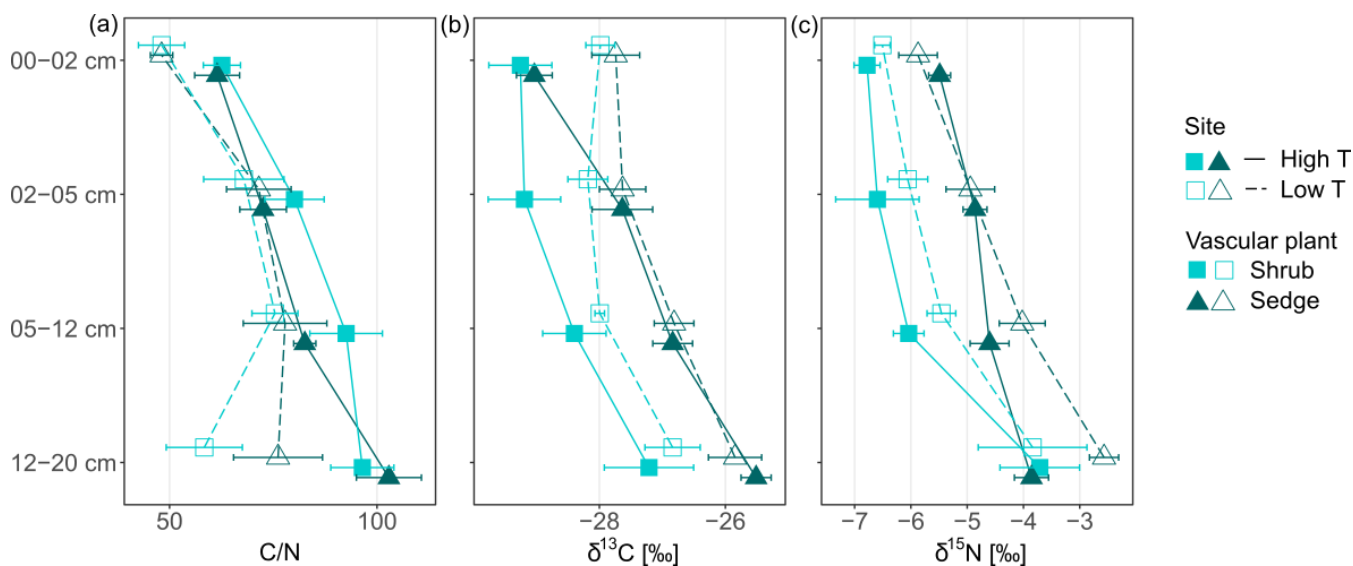 (a) (b) (c)
00−02 cm
02−05 cm
05−12 cm
12−20 cm
50 100
−28 −26
−7 −6 −5 −4 −3
C/N
δ¹³C [‰]
δ¹⁵N [‰]
Site
High T
Low T
Vascular plant
Shrub
Sedge